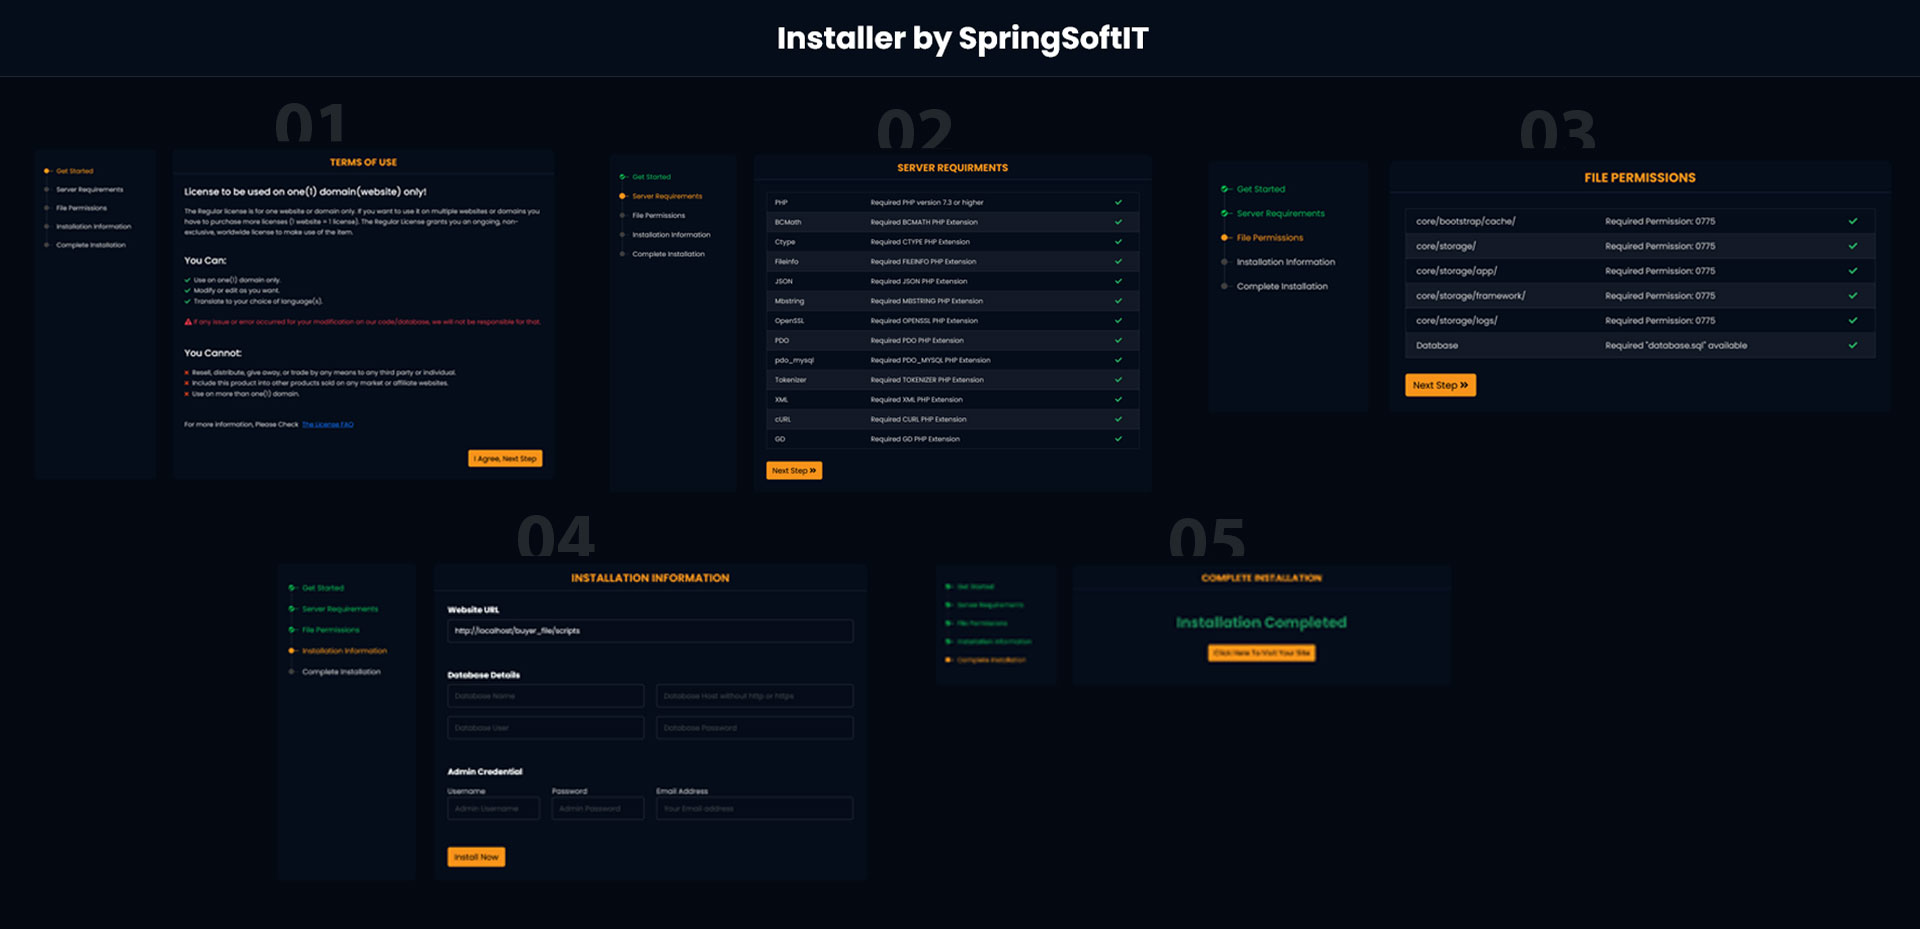 Installer by SpringSoftIT
01
Get Started
Server Requirements
File Permissions
Installation Information
Complete Installation
TERMS OF USE
License to be used on one(1) domain(website) only!
The Regular license is for one website or domain only. If you want to use it on multiple websites or domains you
have to purchase more licenses (1 website = 1 license). The Regular License grants you an ongoing, non-
exclusive, worldwide license to make use of the item.
You Can:
Use on one(1) domain only.
Modify or edit as you want.
Translate to your choice of language(s).
If any issue or error occurred for your modification on our code/database, we will not be responsible for that.
You Cannot:
Resell, distribute, give away, or trade by any means to any third party or individual.
Include this product into other products sold on any market or affiliate websites.
Use on more than one(1) domain.
For more information, Please Check The License FAQ
I Agree, Next Step
02
Get Started
Server Requirements
File Permissions
Installation Information
Complete Installation
SERVER REQUIRMENTS
PHP Required PHP version 7.3 or higher
BCMath Required BCMATH PHP Extension
Ctype Required CTYPE PHP Extension
Fileinfo Required FILEINFO PHP Extension
JSON Required JSON PHP Extension
Mbstring Required MBSTRING PHP Extension
OpenSSL Required OPENSSL PHP Extension
PDO Required PDO PHP Extension
pdo_mysql Required PDO_MYSQL PHP Extension
Tokenizer Required TOKENIZER PHP Extension
XML Required XML PHP Extension
cURL Required CURL PHP Extension
GD Required GD PHP Extension
Next Step »
03
Get Started
Server Requirements
File Permissions
Installation Information
Complete Installation
FILE PERMISSIONS
core/bootstrap/cache/ Required Permission: 0775
core/storage/ Required Permission: 0775
core/storage/app/ Required Permission: 0775
core/storage/framework/ Required Permission: 0775
core/storage/logs/ Required Permission: 0775
Database Required "database.sql" available
Next Step »
04
Get Started
Server Requirements
File Permissions
Installation Information
Complete Installation
INSTALLATION INFORMATION
Website URL
http://localhost/buyer_file/scripts
Database Details
Database Name Database Host without http or https
Database User Database Password
Admin Credential
Username Password Email Address
Admin Username Admin Password Your Email address
Install Now
05
Get Started
Server Requirements
File Permissions
Installation Information
Complete Installation
COMPLETE INSTALLATION
Installation Completed
Click Here To Visit Your Site